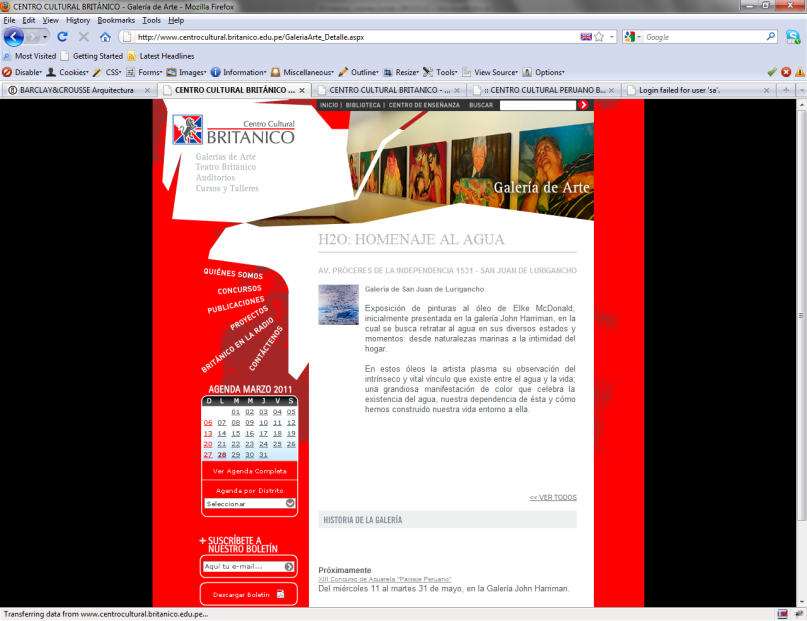 CENTRO CULTURAL BRITÁNICO - Galería de Arte - Mozilla Firefox
File Edit View History Bookmarks Tools Help
http://www.centrocultural.britanico.edu.pe/GaleriaArte_Detalle.aspx
Google
Most Visited Getting Started Latest Headlines
Disable Cookies CSS Forms Images Information Miscellaneous Outline Resize Tools View Source Options
BARCLAY&CROUSSE Arquitectura
CENTRO CULTURAL BRITÁNICO ...
CENTRO CULTURAL BRITANICO - ...
:: CENTRO CULTURAL PERUANO B...
Login failed for user 'sa'.
INICIO | BIBLIOTECA | CENTRO DE ENSEÑANZA BUSCAR
Centro Cultural
BRITANICO
Galerías de Arte
Teatro Británico
Auditorios
Cursos y Talleres
Galería de Arte
H2O: HOMENAJE AL AGUA
AV. PRÓCERES DE LA INDEPENDENCIA 1531 - SAN JUAN DE LURIGANCHO
Galería de San Juan de Lurigancho
Exposición de pinturas al óleo de Elke McDonald,
inicialmente presentada en la galería John Harriman, en la
cual se busca retratar al agua en sus diversos estados y
momentos: desde naturalezas marinas a la intimidad del
hogar.
En estos óleos la artista plasma su observación del
intrínseco y vital vínculo que existe entre el agua y la vida;
una grandiosa manifestación de color que celebra la
existencia del agua, nuestra dependencia de ésta y cómo
hemos construido nuestra vida entorno a ella.
<< VER TODOS
HISTORIA DE LA GALERÍA
Próximamente
XIII Concurso de Acuarela "Paisaje Peruano"
Del miércoles 11 al martes 31 de mayo, en la Galería John Harriman.
QUIÉNES SOMOS
CONCURSOS
PUBLICACIONES
PROYECTOS
BRITÁNICO EN LA RADIO
CONTÁCTENOS
AGENDA MARZO 2011
D L M M J V S
01 02 03 04 05
06 07 08 09 10 11 12
13 14 15 16 17 18 19
20 21 22 23 24 25 26
27 28 29 30 31
Ver Agenda Completa
Agenda por Distrito
Seleccionar
+ SUSCRÍBETE A
NUESTRO BOLETÍN
Aquí tu e-mail...
Descargar Boletín
Transferring data from www.centrocultural.britanico.edu.pe...